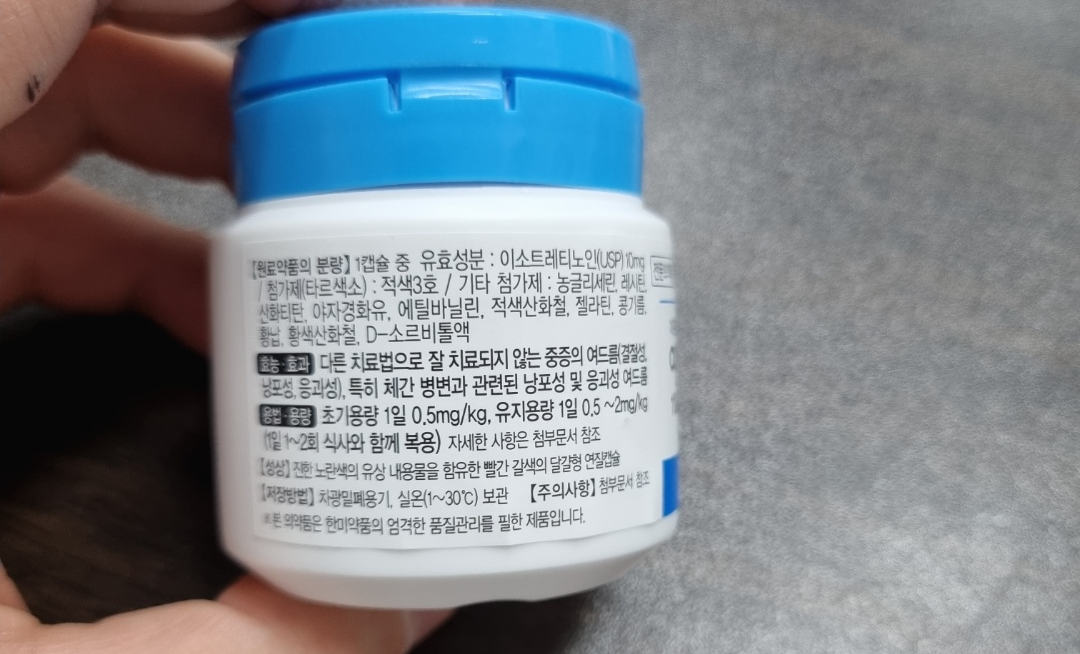 【원료약품의 분량】 1캡슐 중 유효성분 : 이소트레티노인(USP) 10mg
/ 첨가제(타르색소) : 적색3호 / 기타 첨가제 : 농글리세린, 레시틴,
산화티탄, 야자경화유, 에틸바닐린, 적색산화철, 젤라틴, 콩기름,
황납, 황색산화철, D-소르비톨액
효능·효과 다른 치료법으로 잘 치료되지 않는 중증의 여드름(결절성,
낭포성, 응괴성), 특히 체간 병변과 관련된 낭포성 및 응괴성 여드름
용법·용량 초기용량 1일 0.5mg/kg, 유지용량 1일 0.5 ~2mg/kg
(1일 1~2회 식사와 함께 복용) 자세한 사항은 첨부문서 참조
【성상】 진한 노란색의 유상 내용물을 함유한 빨간 갈색의 달걀형 연질캡슐
【저장방법】 차광밀폐용기, 실온(1~30℃) 보관 【주의사항】 첨부문서 참조
※ 본 의약품은 한미약품의 엄격한 품질관리를 필한 제품입니다.